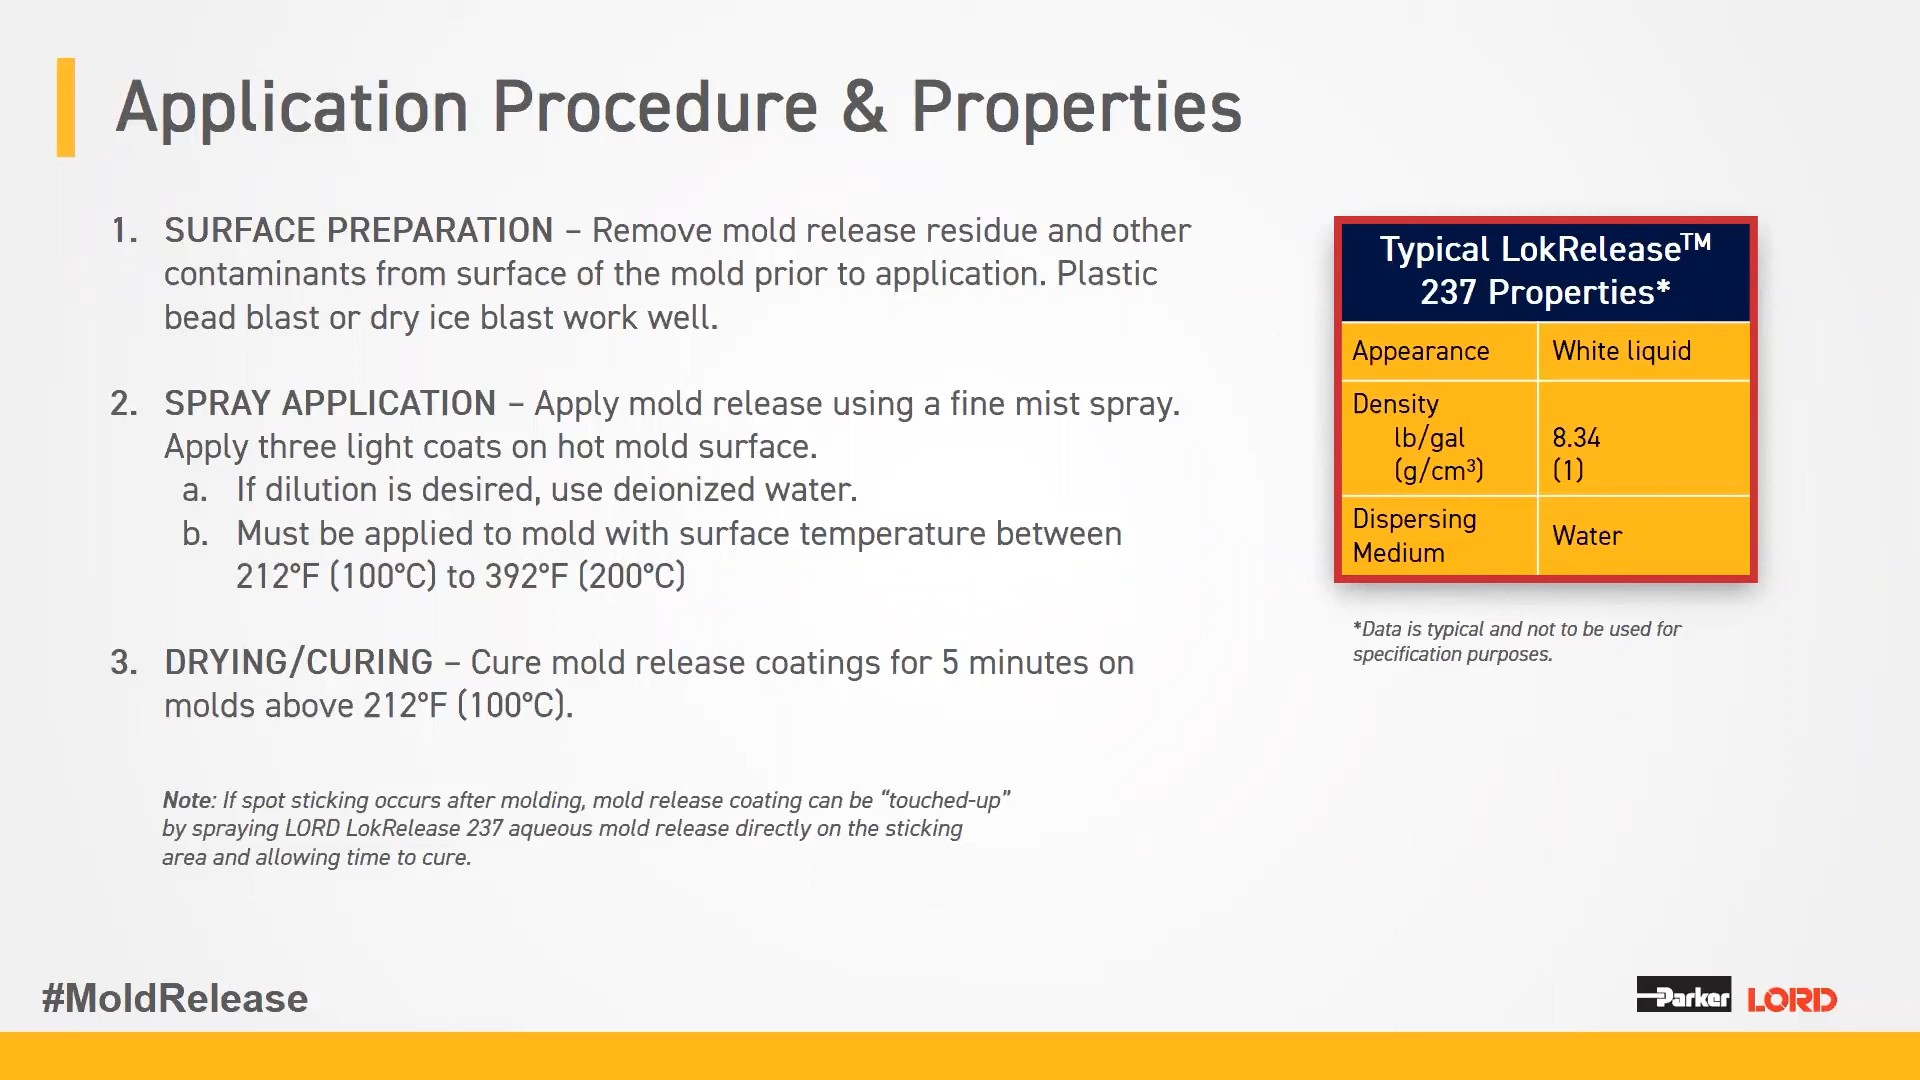 Application Procedure & Properties
1. SURFACE PREPARATION – Remove mold release residue and other
contaminants from surface of the mold prior to application. Plastic
bead blast or dry ice blast work well.
2. SPRAY APPLICATION – Apply mold release using a fine mist spray.
Apply three light coats on hot mold surface.
a. If dilution is desired, use deionized water.
b. Must be applied to mold with surface temperature between
212°F (100°C) to 392°F (200°C)
3. DRYING/CURING – Cure mold release coatings for 5 minutes on
molds above 212°F (100°C).
Note: If spot sticking occurs after molding, mold release coating can be “touched-up”
by spraying LORD LokRelease 237 aqueous mold release directly on the sticking
area and allowing time to cure.
Typical LokRelease™
237 Properties*
Appearance White liquid
Density
lb/gal 8.34
(g/cm³) (1)
Dispersing
Medium
Water
*Data is typical and not to be used for
specification purposes.
#MoldRelease
Parker LORD